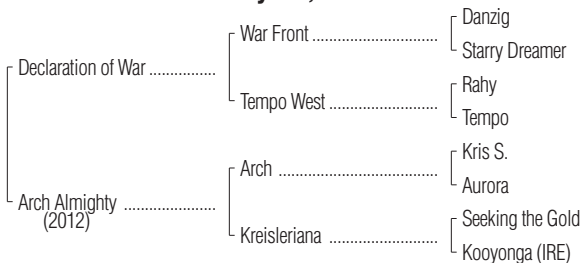 Danzig
War Front ................................
Starry Dreamer
Declaration of War ................
Rahy
Tempo West ...........................
Tempo
Kris S.
Arch ........................................
Aurora
Arch Almighty ......................
(2012)
Seeking the Gold
Kreisleriana ...........................
Kooyonga (IRE)